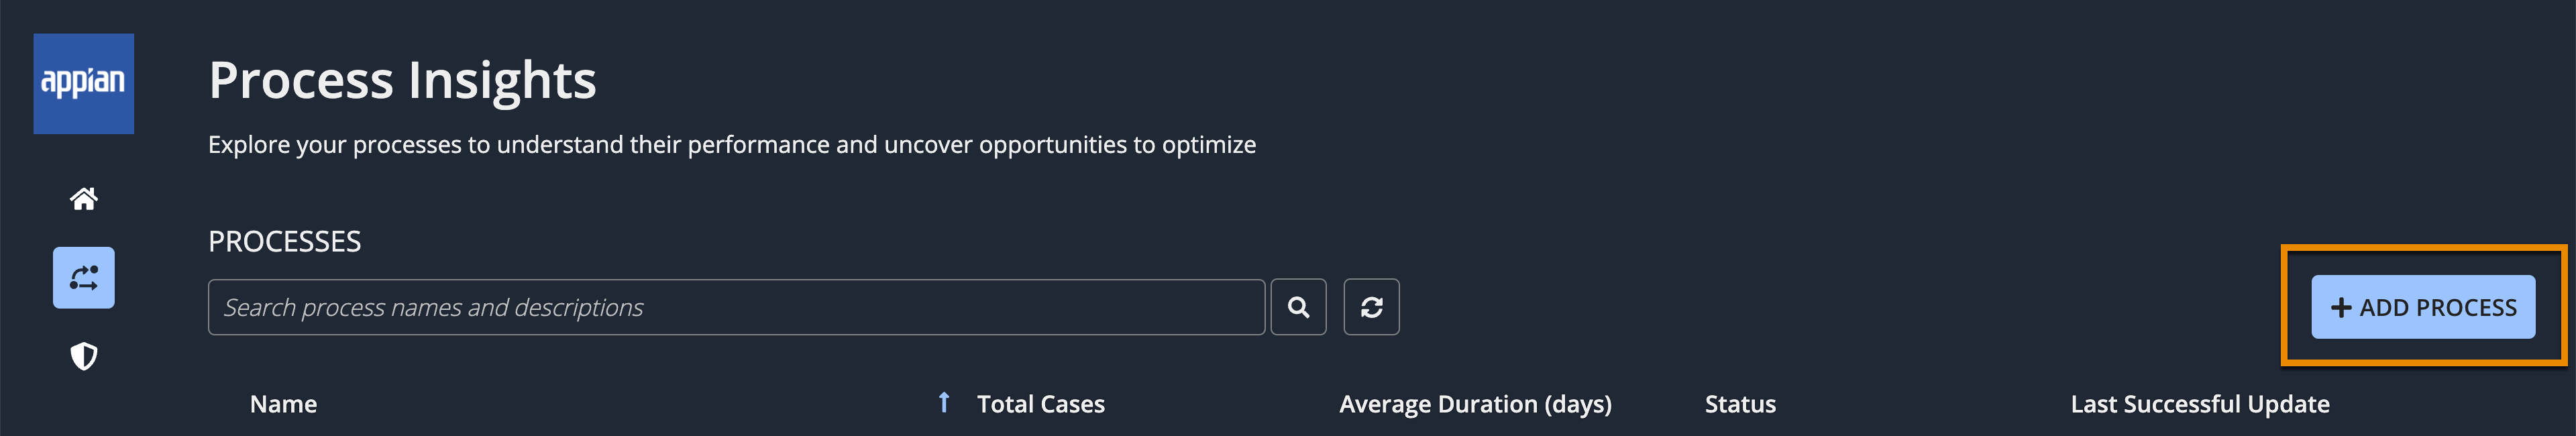 appian
Process Insights
Explore your processes to understand their performance and uncover opportunities to optimize
PROCESSES
Search process names and descriptions
ADD PROCESS
Name Total Cases Average Duration (days) Status Last Successful Update